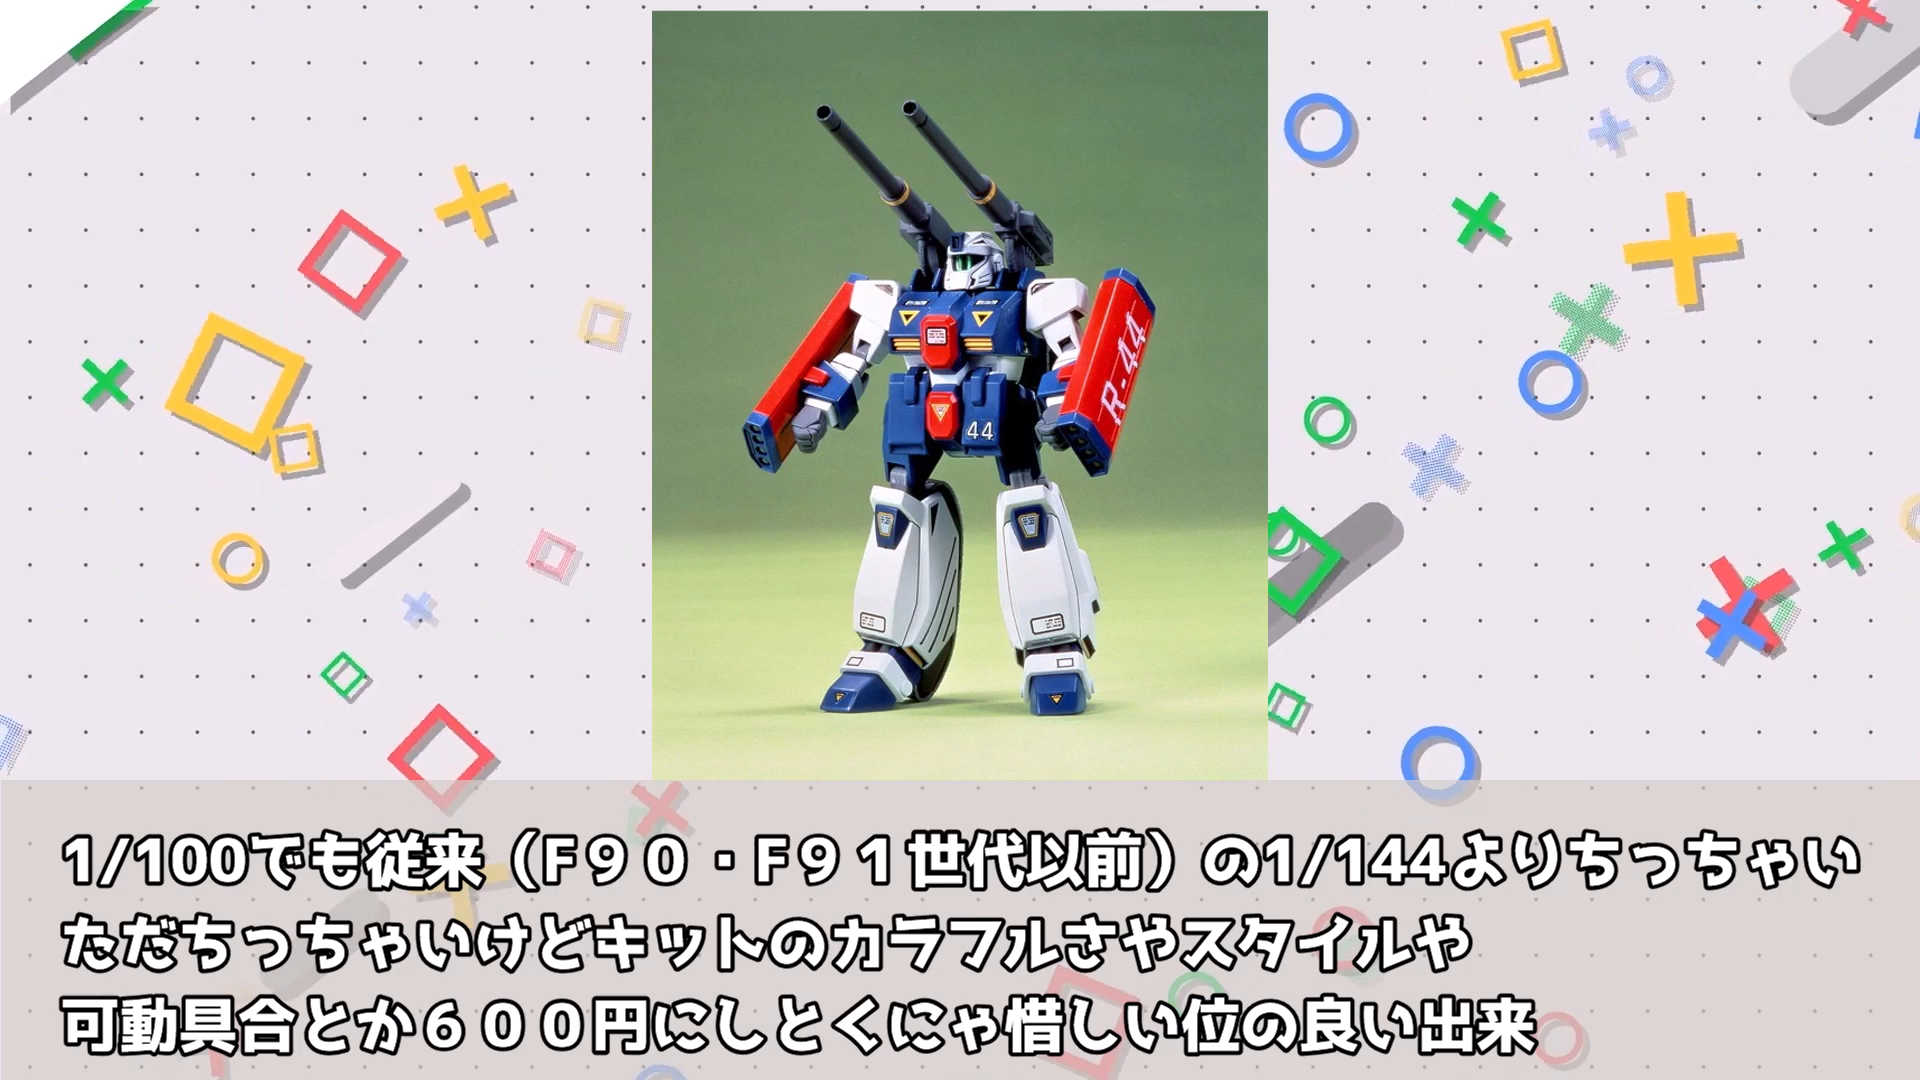 R-44
44
1/100でも従来（F９０・F９１世代以前）の1/144よりちっちゃい
ただちっちゃいけどキットのカラフルさやスタイルや
可動具合とか６００円にしとくにゃ惜しい位の良い出来